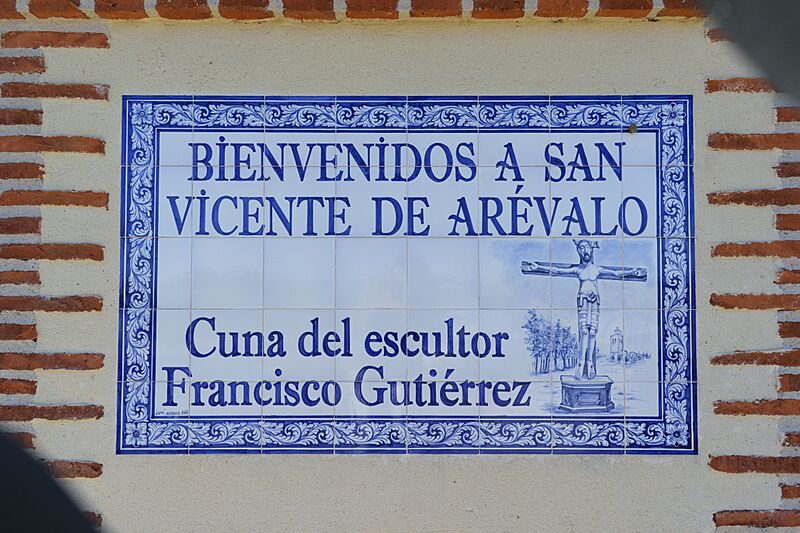 BIENVENIDOS A SAN
VICENTE DE ARÉVALO
Cuna del escultor
Francisco Gutiérrez